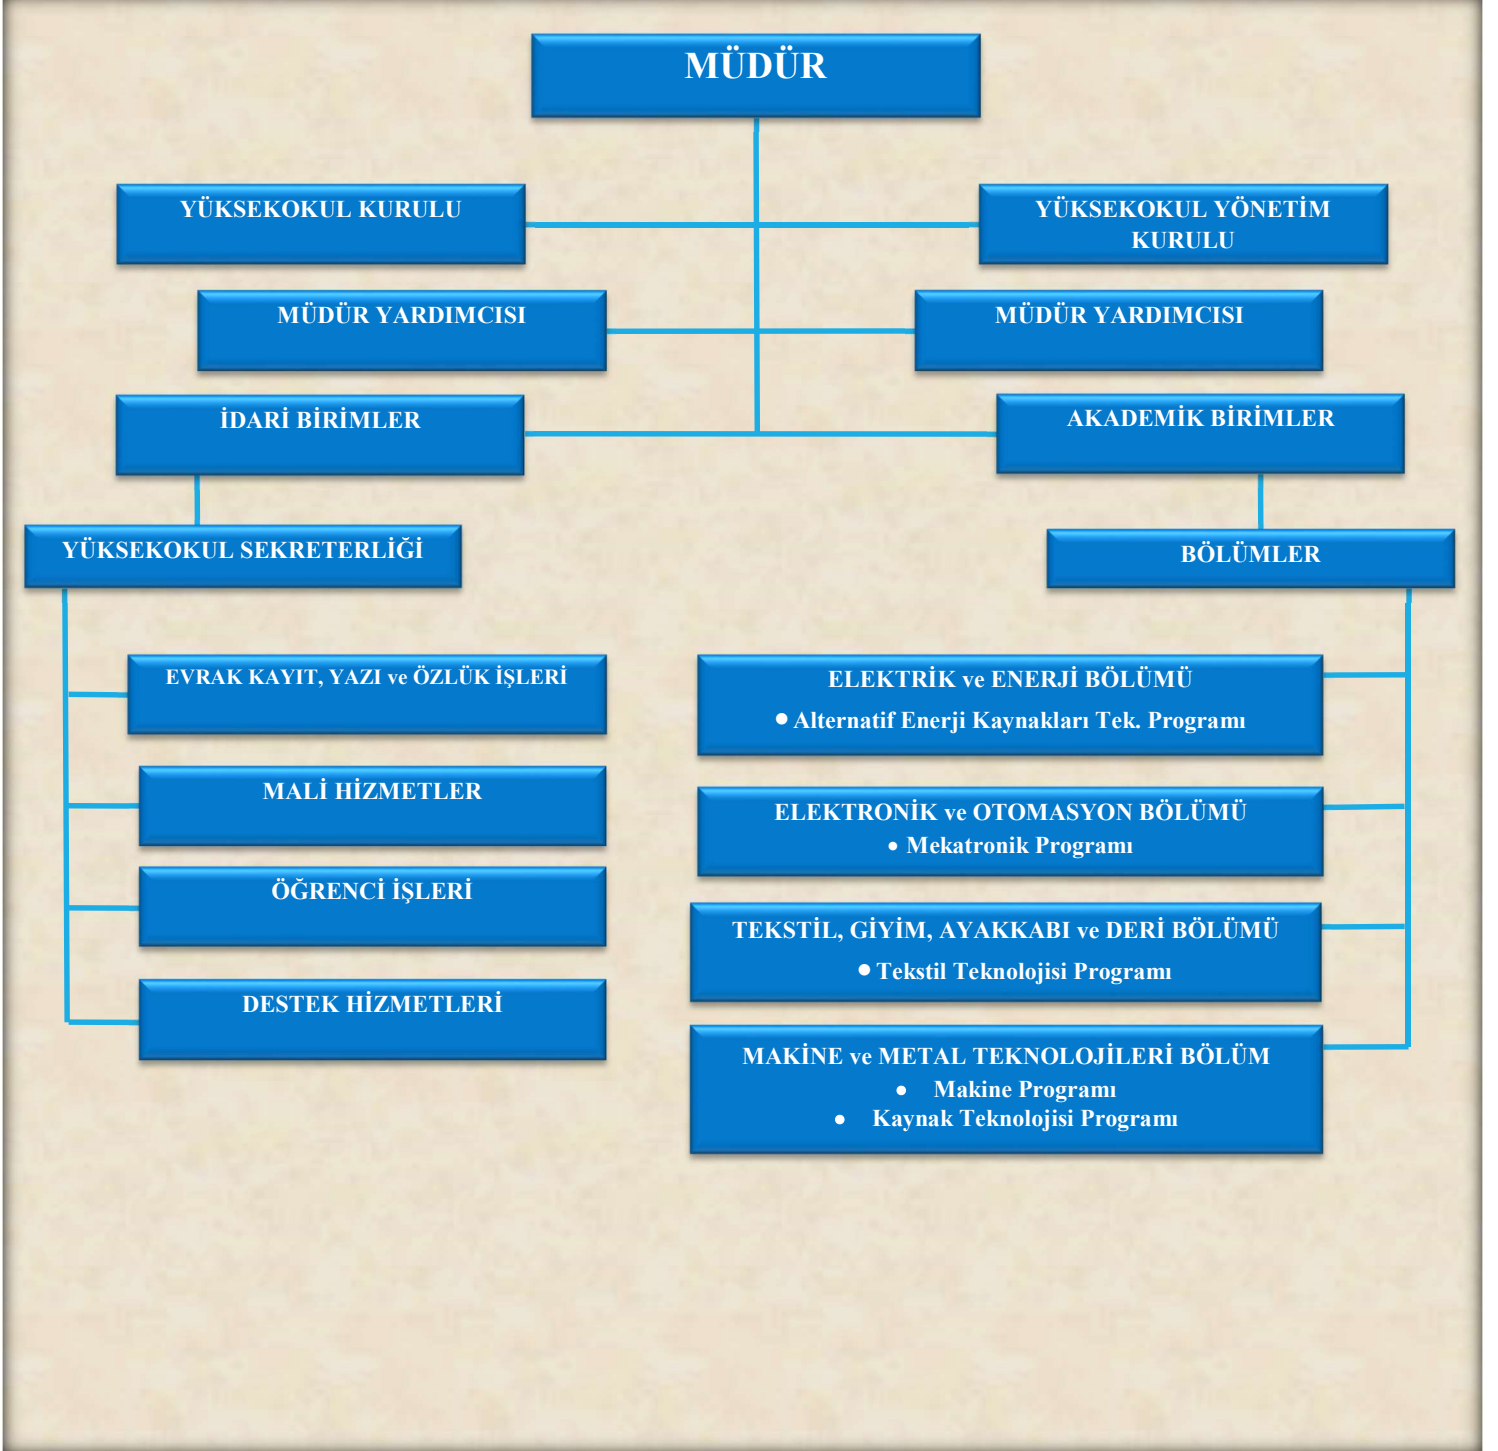 MÜDÜR
YÜKSEKOKUL KURULU
YÜKSEKOKUL YÖNETİM
KURULU
MÜDÜR YARDIMCISI
MÜDÜR YARDIMCISI
İDARİ BİRİMLER
AKADEMİK BİRİMLER
YÜKSEKOKUL SEKRETERLİĞİ
BÖLÜMLER
EVRAK KAYIT, YAZI ve ÖZLÜK İŞLERİ
MALİ HİZMETLER
ÖĞRENCİ İŞLERİ
DESTEK HİZMETLERİ
ELEKTRİK ve ENERJİ BÖLÜMÜ
• Alternatif Enerji Kaynakları Tek. Programı
ELEKTRONİK ve OTOMASYON BÖLÜMÜ
• Mekatronik Programı
TEKSTİL, GİYİM, AYAKKABI ve DERİ BÖLÜMÜ
• Tekstil Teknolojisi Programı
MAKİNE ve METAL TEKNOLOJİLERİ BÖLÜM
• Makine Programı
• Kaynak Teknolojisi Programı